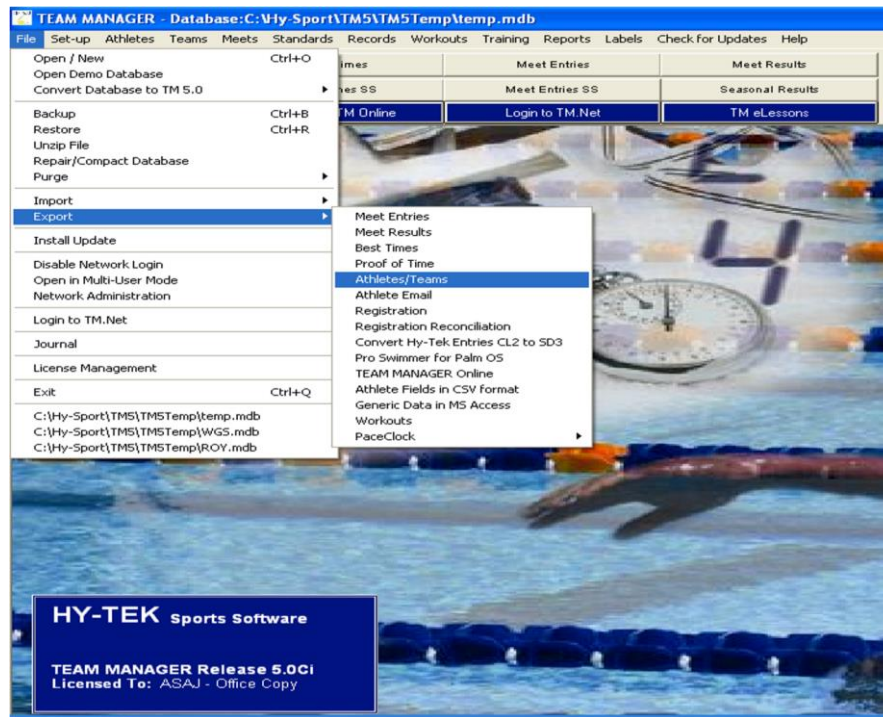 TEAM MANAGER - Database:C:\Hy-Sport\TM5\TM5Temp\temp.mdb
File Set-up Athletes Teams Meets Standards Records Workouts Training Reports Labels Check for Updates Help
imes Meet Entries Meet Results
nes SS Meet Entries SS Seasonal Results
TM Online Login to TM.Net TM eLessons
Open / New Ctrl+O
Open Demo Database
Convert Database to TM 5.0
Backup Ctrl+B
Restore Ctrl+R
Unzip File
Repair/Compact Database
Purge
Import
Export
Install Update
Disable Network Login
Open in Multi-User Mode
Network Administration
Login to TM.Net
Journal
License Management
Exit Ctrl+Q
C:\Hy-Sport\TM5\TM5Temp\temp.mdb
C:\Hy-Sport\TM5\TM5Temp\WGS.mdb
C:\Hy-Sport\TM5\TM5Temp\ROY.mdb
Meet Entries
Meet Results
Best Times
Proof of Time
Athletes/Teams
Athlete Email
Registration
Registration Reconciliation
Convert Hy-Tek Entries CL2 to SD3
Pro Swimmer for Palm OS
TEAM MANAGER Online
Athlete Fields in CSV format
Generic Data in MS Access
Workouts
PaceClock
4
HY-TEK Sports Software
TEAM MANAGER Release 5.0Ci
Licensed To: ASAJ - Office Copy